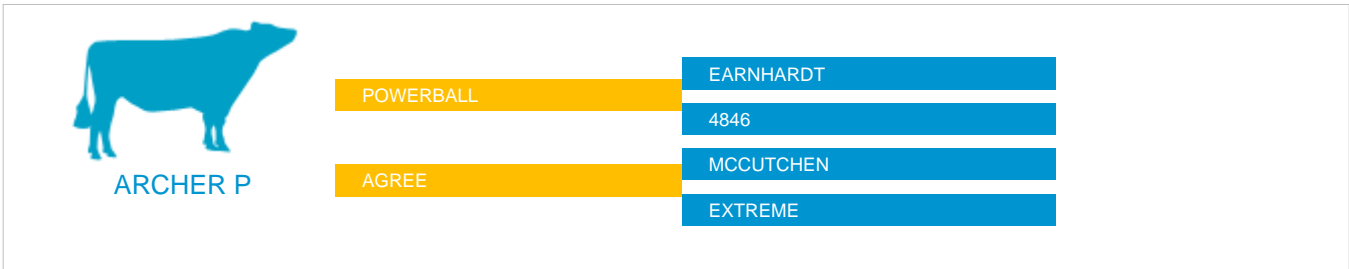 ARCHER P
POWERBALL
AGREE
EARNHARDT
4846
MCCUTCHEN
EXTREME